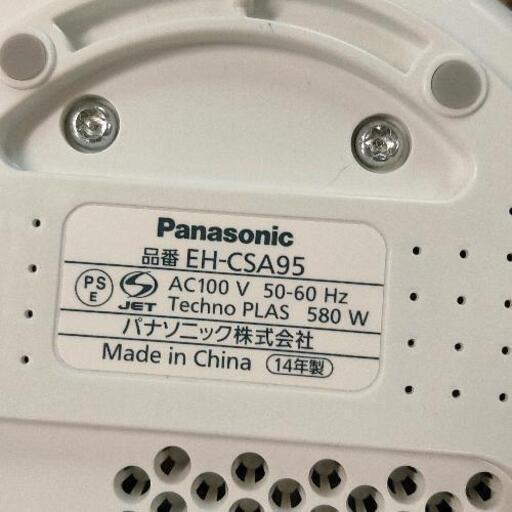 Panasonic
品番 EH-CSA95
PS E JET AC100 V 50-60 Hz
Techno PLAS 580 W
パナソニック株式会社
Made in China 14年製